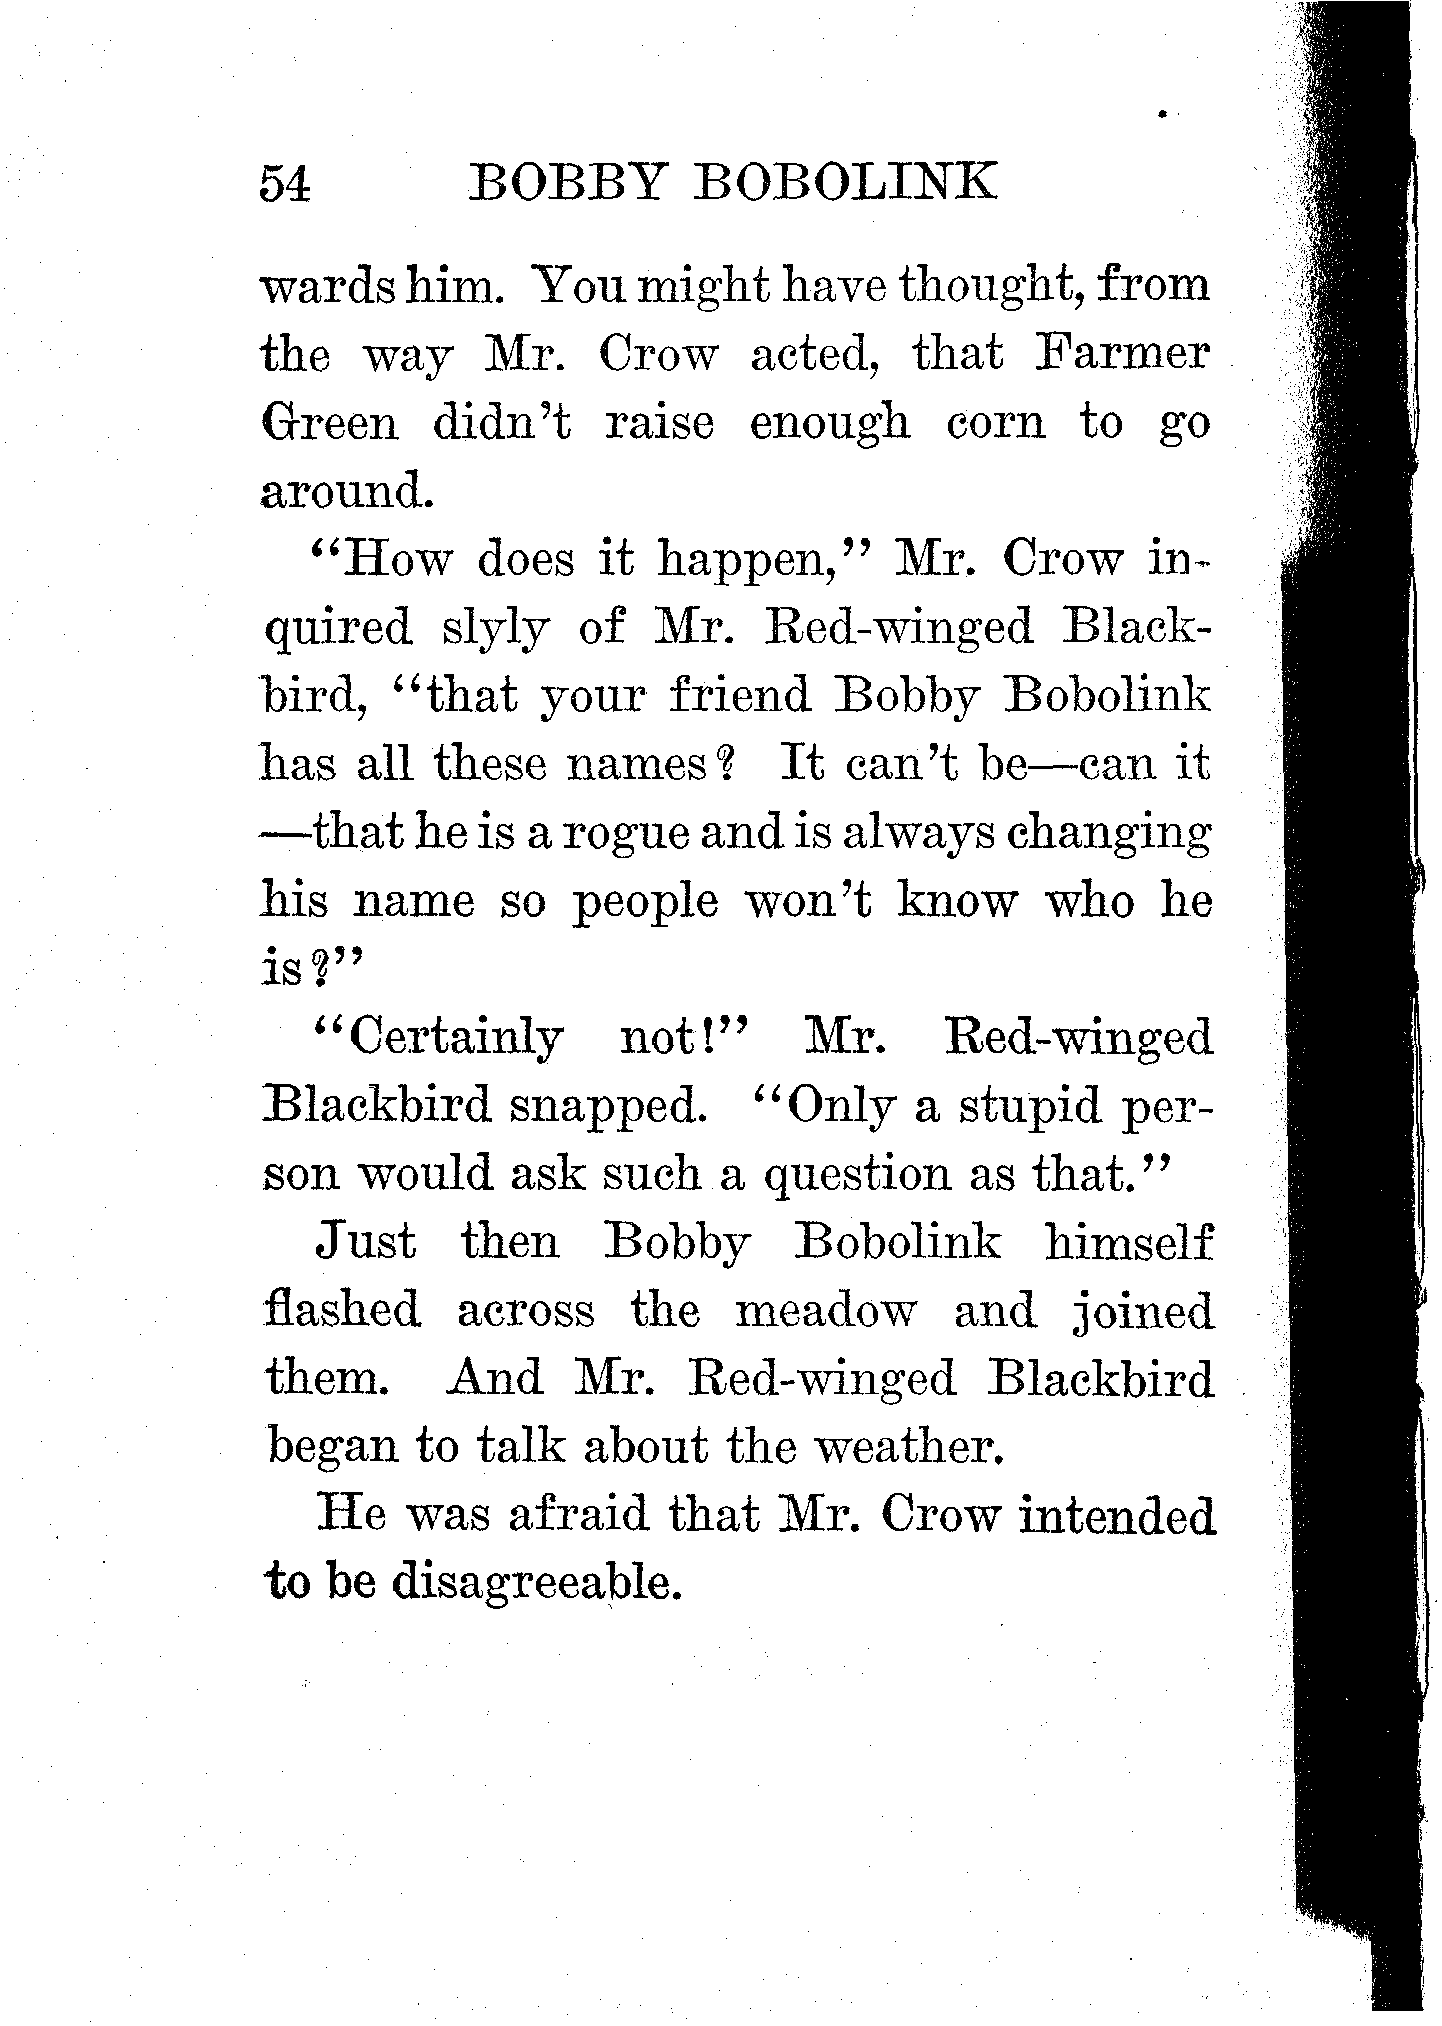 54 BOBBY BOBOLINK
wards him. You might have thought, from
the way Mr. Crow acted, that Farmer
Green didn't raise enough corn to go
around.
"How does it happen," Mr. Crow in-
quired slyly of Mr. Red-winged Black-
bird, "that your friend Bobby Bobolink
has all these names? It can't be—can it
—that he is a rogue and is always changing
his name so people won't know who he
is?"
"Certainly not!" Mr. Red-winged
Blackbird snapped. "Only a stupid per-
son would ask such a question as that."
Just then Bobby Bobolink himself
flashed across the meadow and joined
them. And Mr. Red-winged Blackbird
began to talk about the weather.
He was afraid that Mr. Crow intended
to be disagreeable.